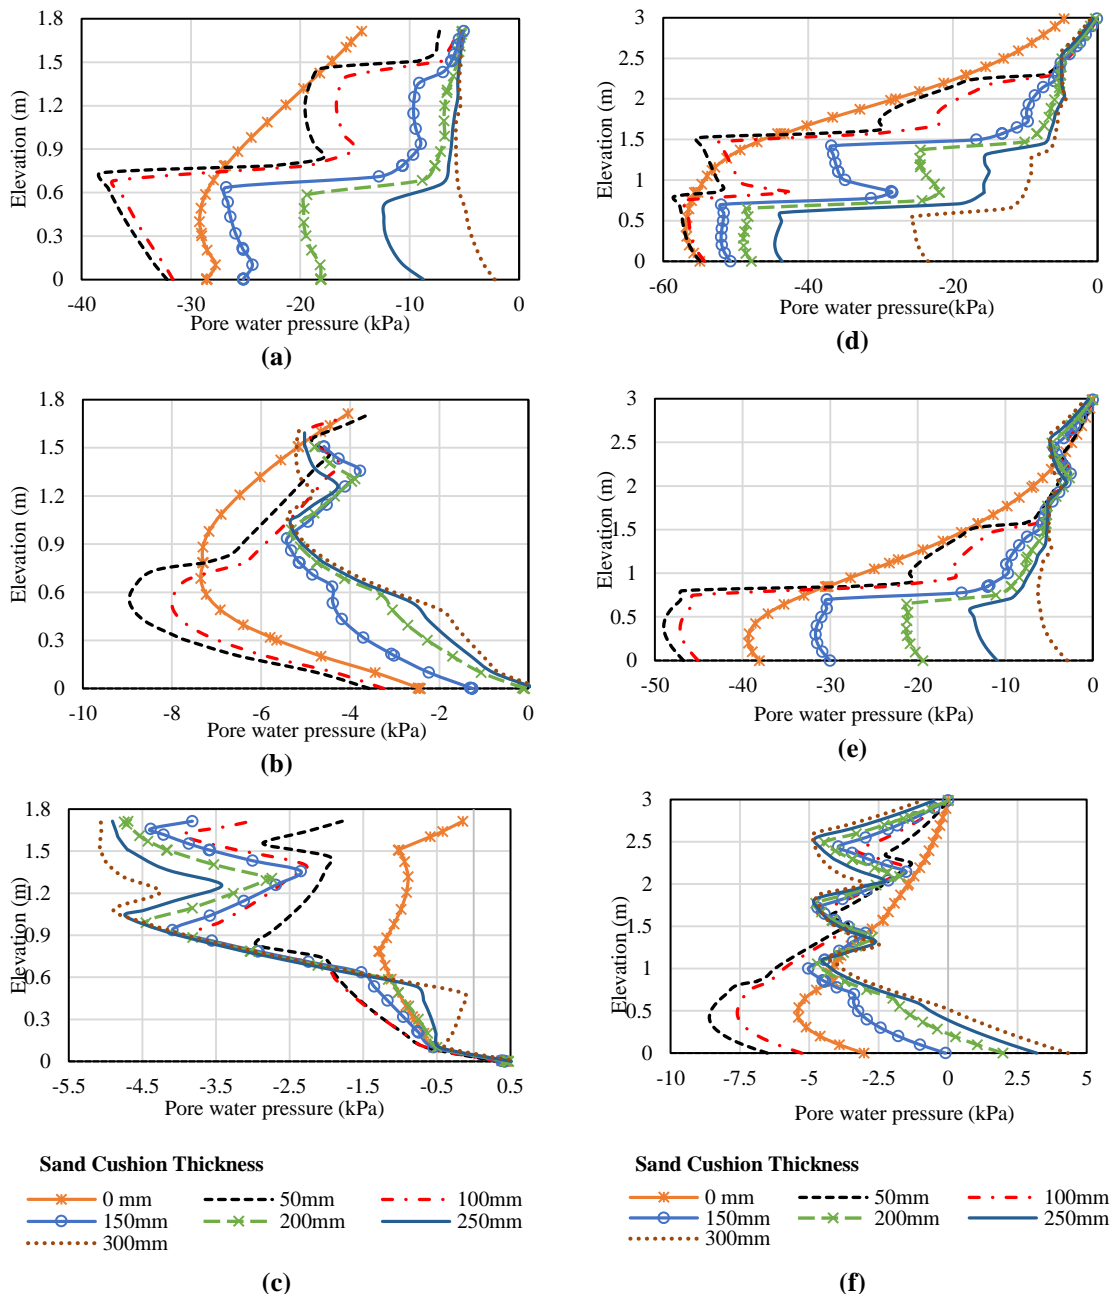 1.8
1.5
1.2
0.9
0.6
0.3
0
Elevation (m)
-40 -30 -20 -10 0
Pore water pressure (kPa)
(a)
3
2.5
2
1.5
1
0.5
0
Elevation (m)
-60 -40 -20 0
Pore water pressure(kPa)
(d)
1.8
1.5
1.2
0.9
0.6
0.3
0
Elevation (m)
-10 -8 -6 -4 -2 0
Pore water pressure (kPa)
(b)
3
2.5
2
1.5
1
0.5
0
Elevation (m)
-50 -40 -30 -20 -10 0
Pore water pressure (kPa)
(e)
1.8
1.5
1.2
0.9
0.6
0.3
0
Elevation (m)
-5.5 -4.5 -3.5 -2.5 -1.5 -0.5 0.5
Pore water pressure (kPa)
3
2.5
2
1.5
1
0.5
0
Elevation (m)
-10 -7.5 -5 -2.5 0 2.5 5
Pore water pressure (kPa)
Sand Cushion Thickness
0 mm 50mm 100mm
150mm 200mm 250mm
300mm
(c)
Sand Cushion Thickness
0 mm 50mm 100mm
150mm 200mm 250mm
300mm
(f)